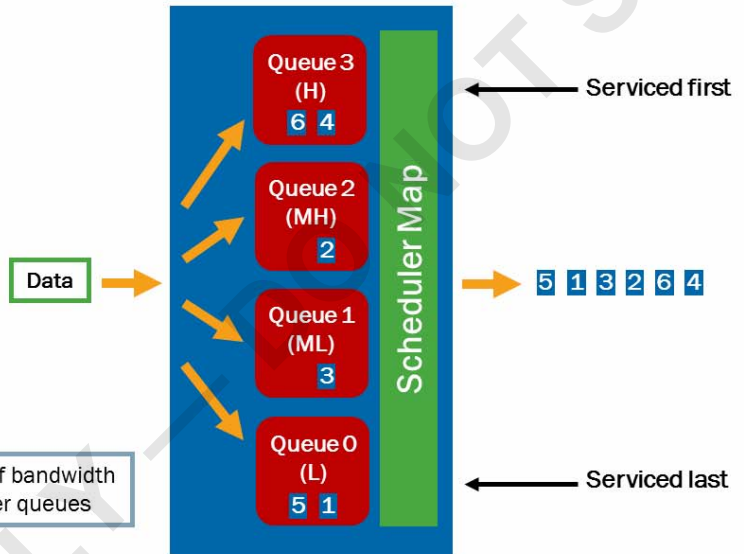 Queue 3
(H)
6 4
Serviced first
Queue 2
(MH)
2
Data
Scheduler Map
5 1 3 2 6 4
Queue 1
(ML)
3
Queue 0
(L)
5 1
Serviced last
f bandwidth
er queues